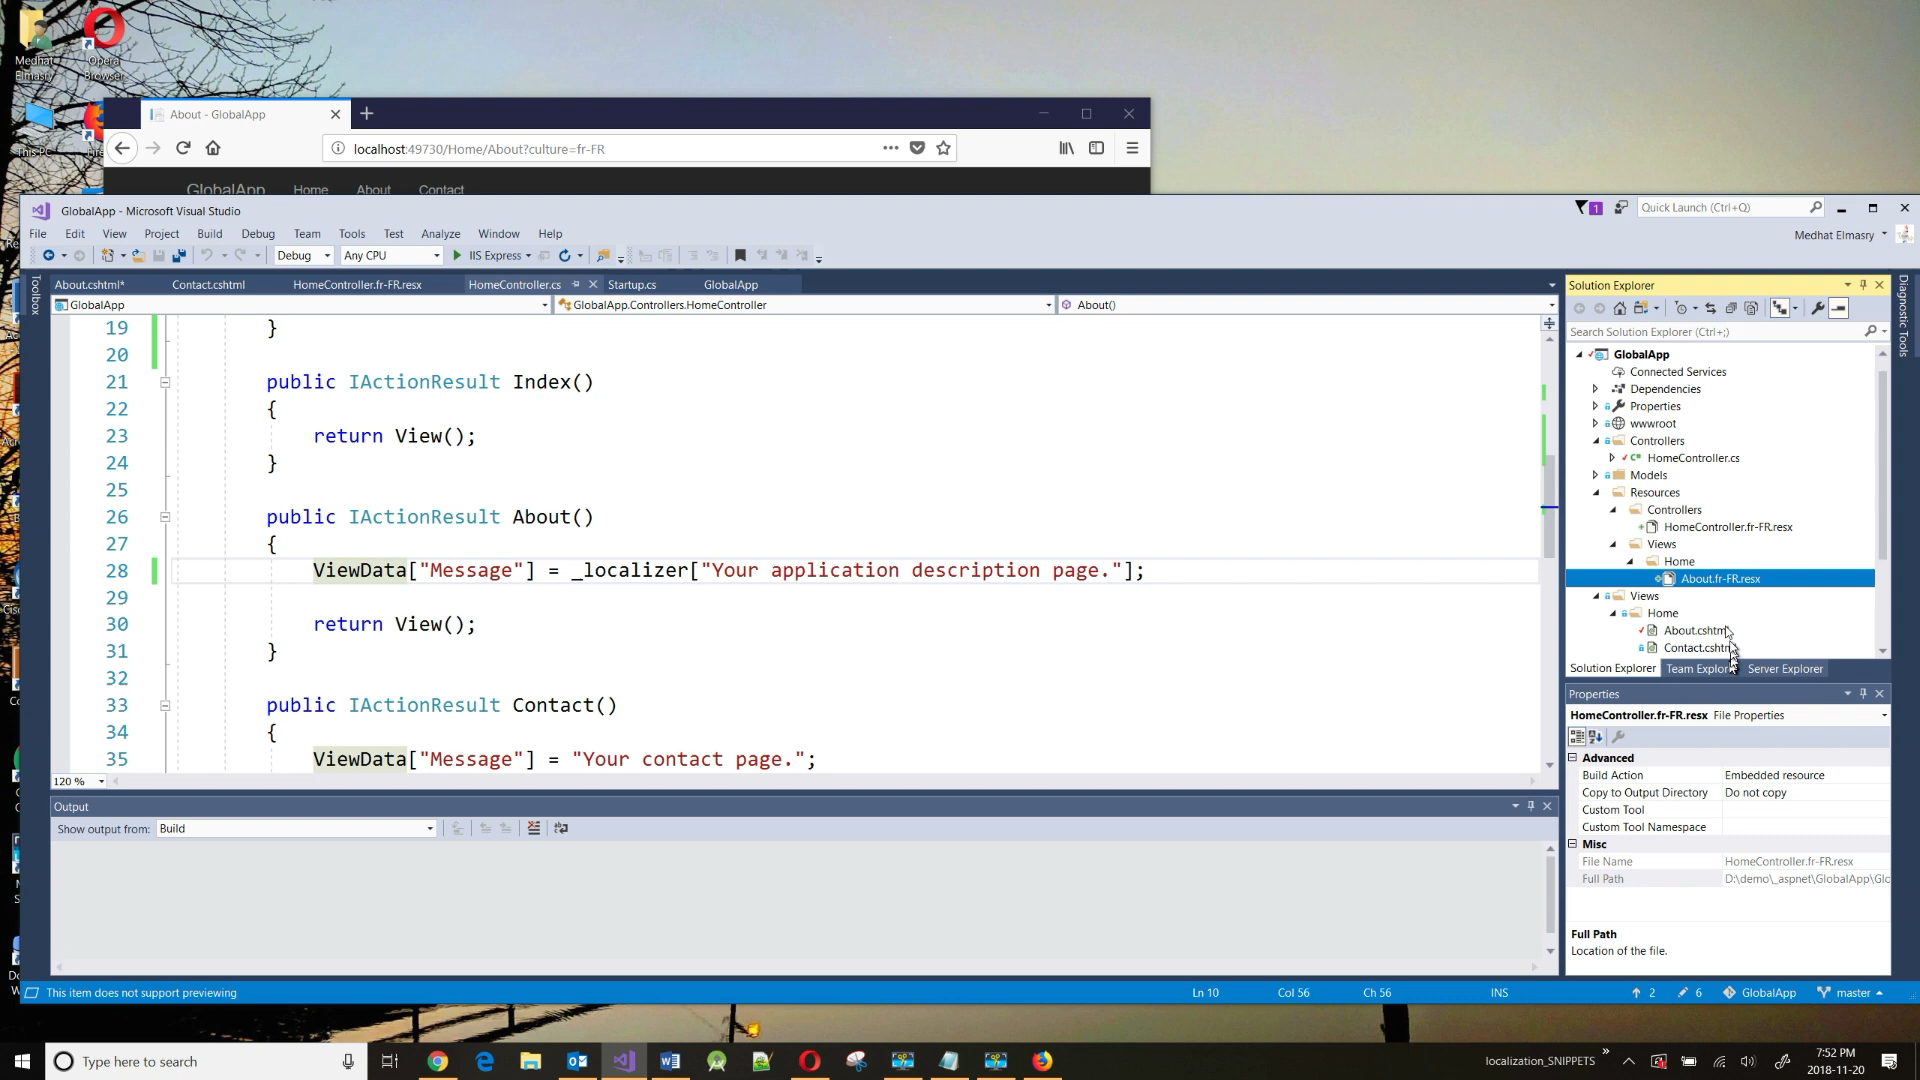 Medhat
Elmasry
Opera
Browser
This PC
About - GlobalApp
localhost:49730/Home/About?culture=fr-FR
GlobalApp Home About Contact
GlobalApp - Microsoft Visual Studio
1
Quick Launch (Ctrl+Q)
File Edit View Project Build Debug Team Tools Test Analyze Window Help
Medhat Elmasry
Debug Any CPU IIS Express
Toolbox
About.cshtml* Contact.cshtml HomeController.fr-FR.resx HomeController.cs Startup.cs GlobalApp
GlobalApp GlobalApp.Controllers.HomeController About()
19 }
20
21 public IActionResult Index()
22 {
23 return View();
24 }
25
26 public IActionResult About()
27 {
28 ViewData["Message"] = _localizer["Your application description page."];
29
30 return View();
31 }
32
33 public IActionResult Contact()
34 {
35 ViewData["Message"] = "Your contact page.";
120 %
Output
Show output from: Build
Solution Explorer
Search Solution Explorer (Ctrl+;)
GlobalApp
Connected Services
Dependencies
Properties
wwwroot
Controllers
HomeController.cs
Models
Resources
Controllers
HomeController.fr-FR.resx
Views
Home
About.fr-FR.resx
Views
Home
About.cshtml
Contact.cshtml
Solution Explorer Team Explorer Server Explorer
Diagnostic Tools
Properties
HomeController.fr-FR.resx File Properties
Advanced
Build Action Embedded resource
Copy to Output Directory Do not copy
Custom Tool
Custom Tool Namespace
Misc
File Name HomeController.fr-FR.resx
Full Path D:\demo\_aspnet\GlobalApp\Glo
Full Path
Location of the file.
This item does not support previewing Ln 10 Col 56 Ch 56 INS 2 6 GlobalApp master
Type here to search
localization_SNIPPETS
7:52 PM
2018-11-20